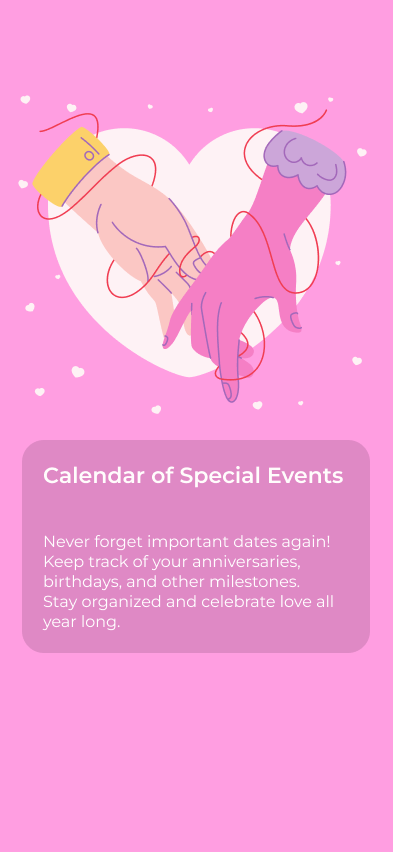 Calendar of Special Events
Never forget important dates again!
Keep track of your anniversaries,
birthdays, and other milestones.
Stay organized and celebrate love all
year long.